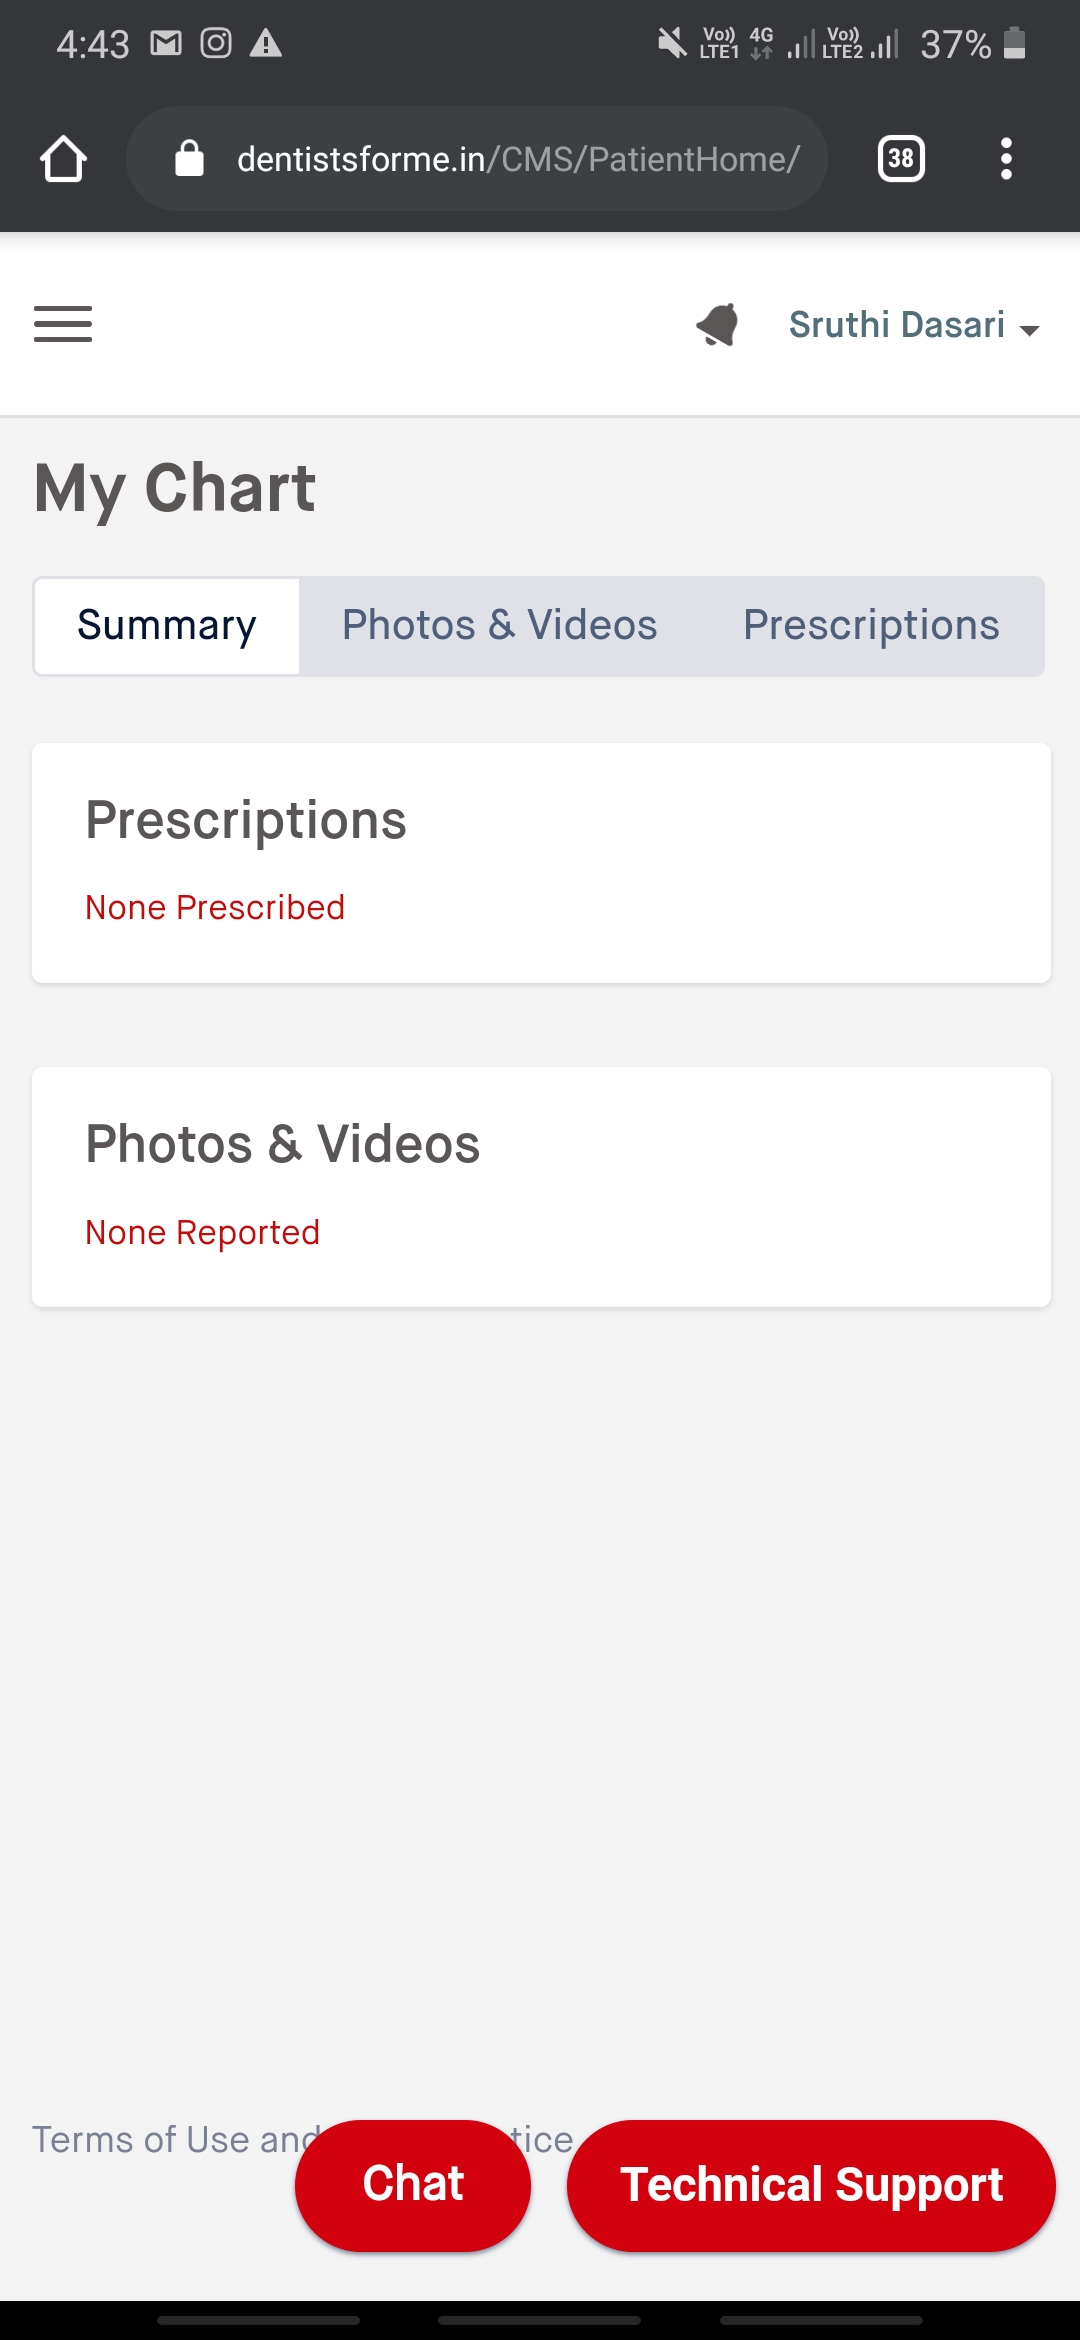 4:43 Vo)) LTE1 4G Vo)) LTE2 37%
dentistsforme.in/CMS/PatientHome/ 38
Sruthi Dasari
My Chart
Summary Photos & Videos Prescriptions
Prescriptions
None Prescribed
Photos & Videos
None Reported
Terms of Use and tice
Chat Technical Support